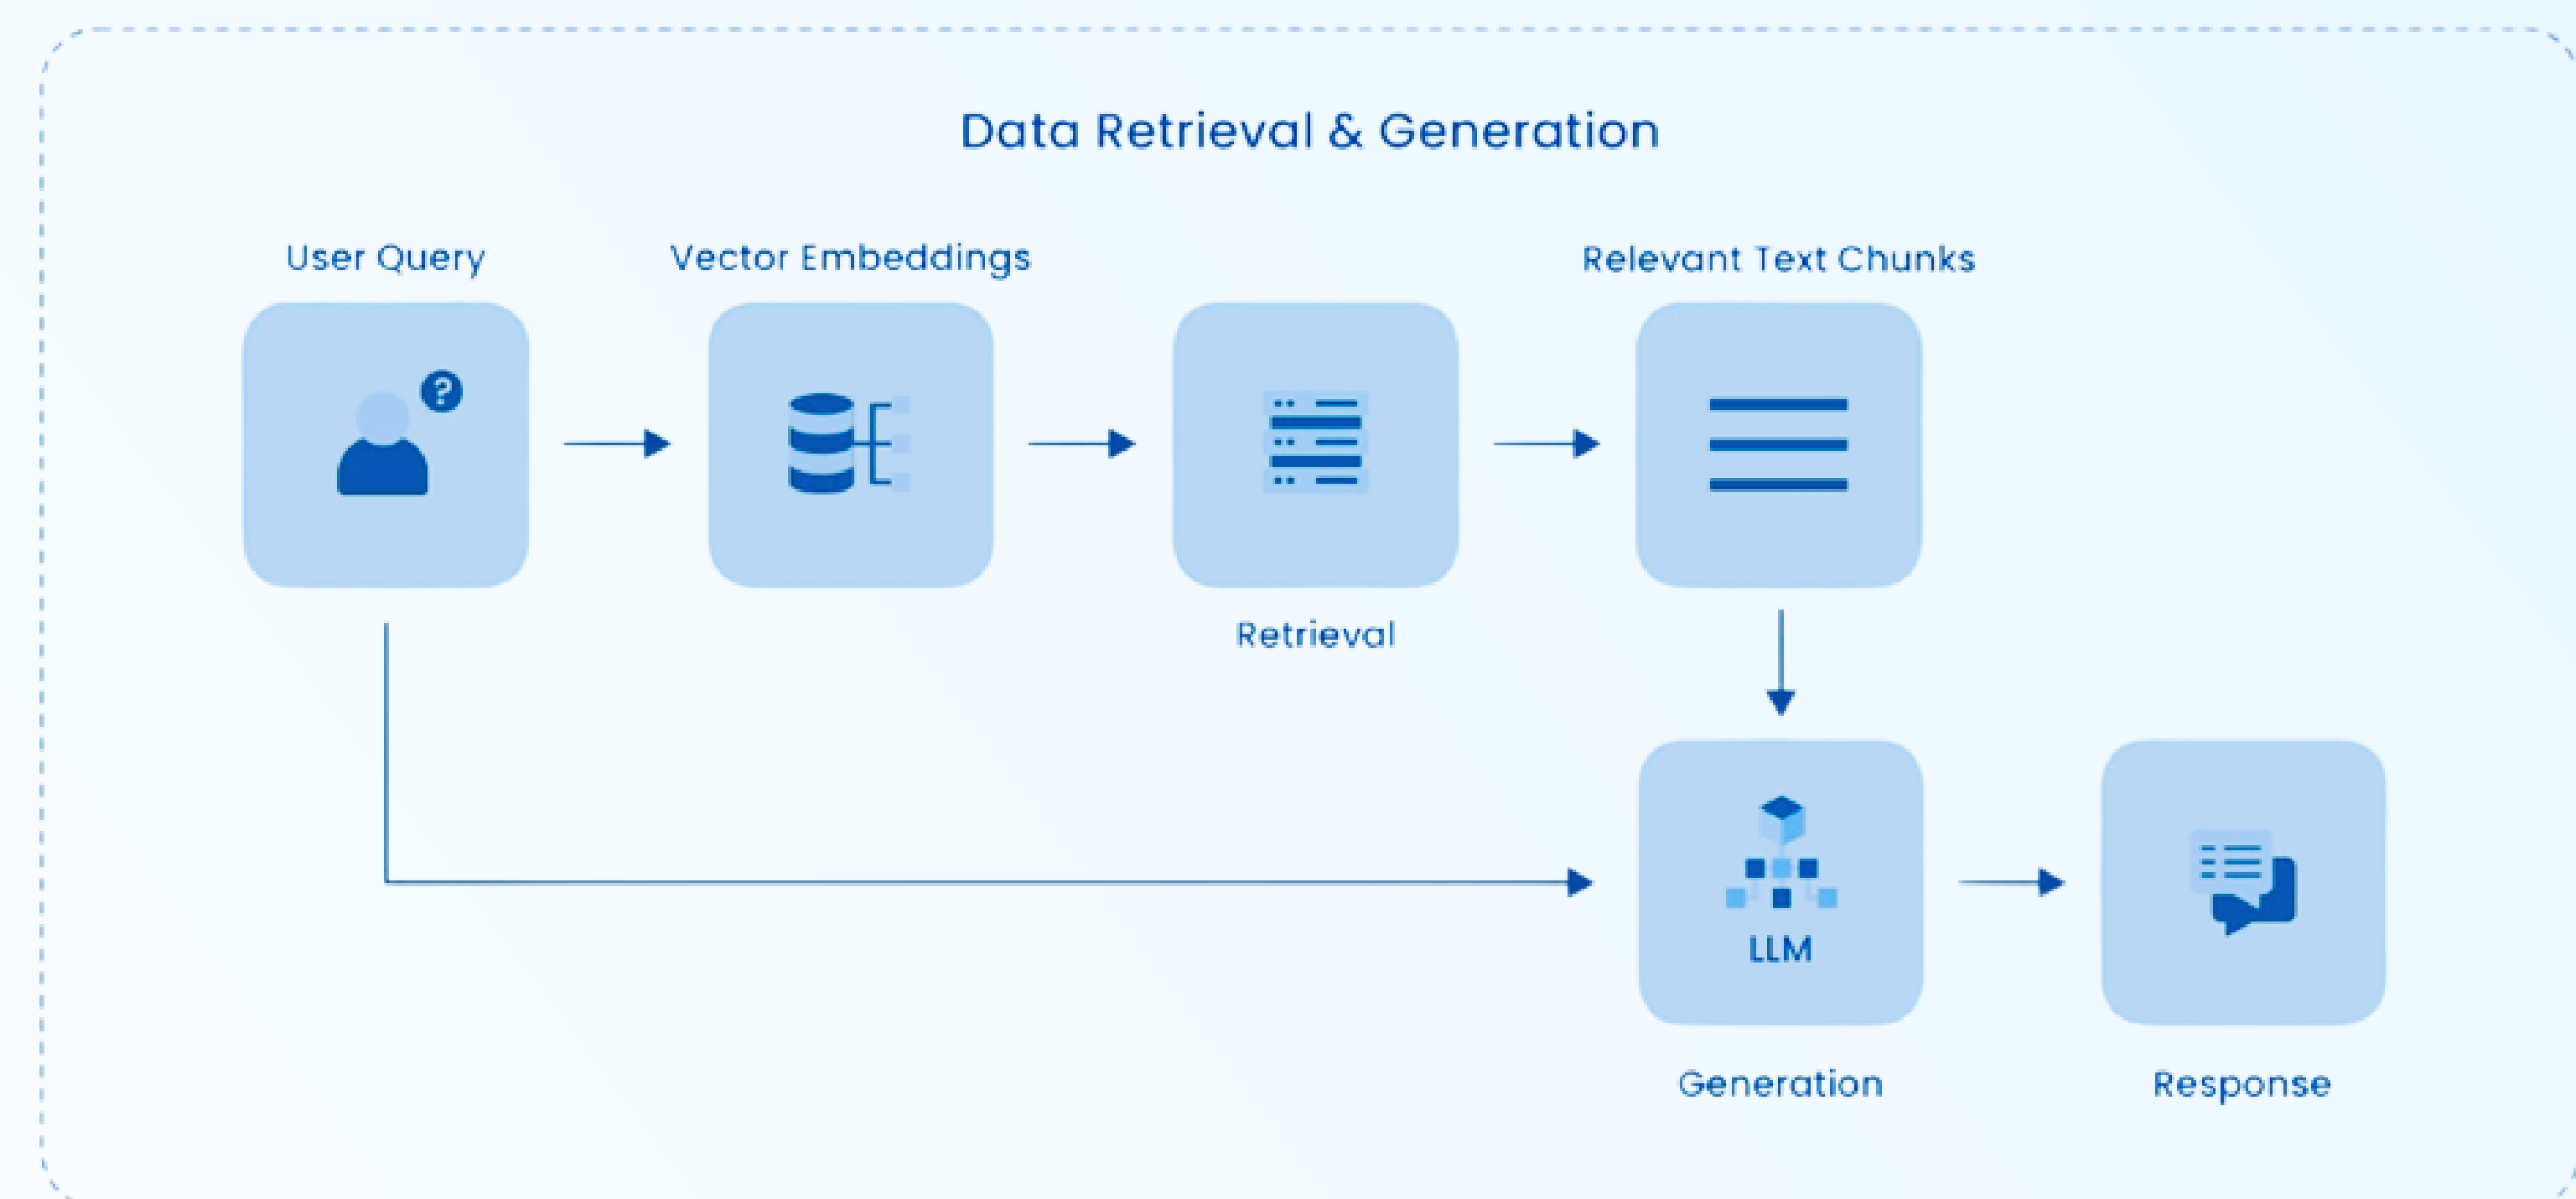 Data Retrieval & Generation
User Query
Vector Embeddings
Relevant Text Chunks
?
Retrieval
LLM
Generation
Response